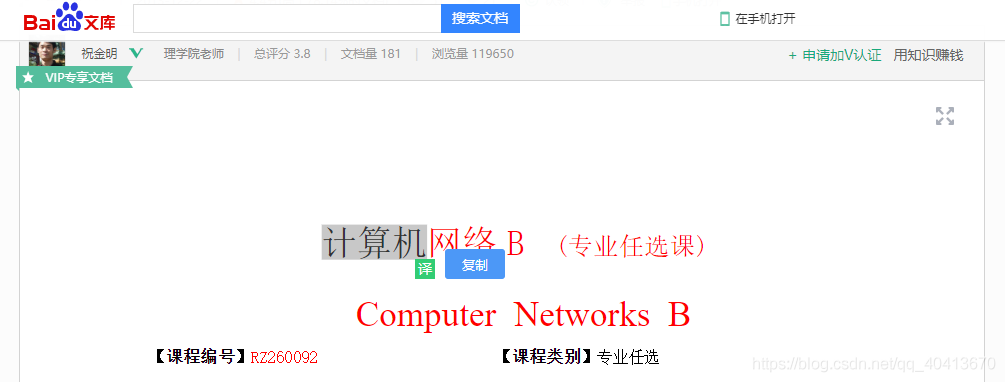 Bai du 文库 搜索文档 在手机打开
祝金明 理学院老师 | 总评分 3.8 | 文档量 181 | 浏览量 119650 + 申请加V认证 用知识赚钱
VIP专享文档
计算机网络 B （专业任选课）
译 复制
Computer Networks B
【课程编号】RZ260092 【课程类别】专业任选
https://blog.csdn.net/qq_40413670